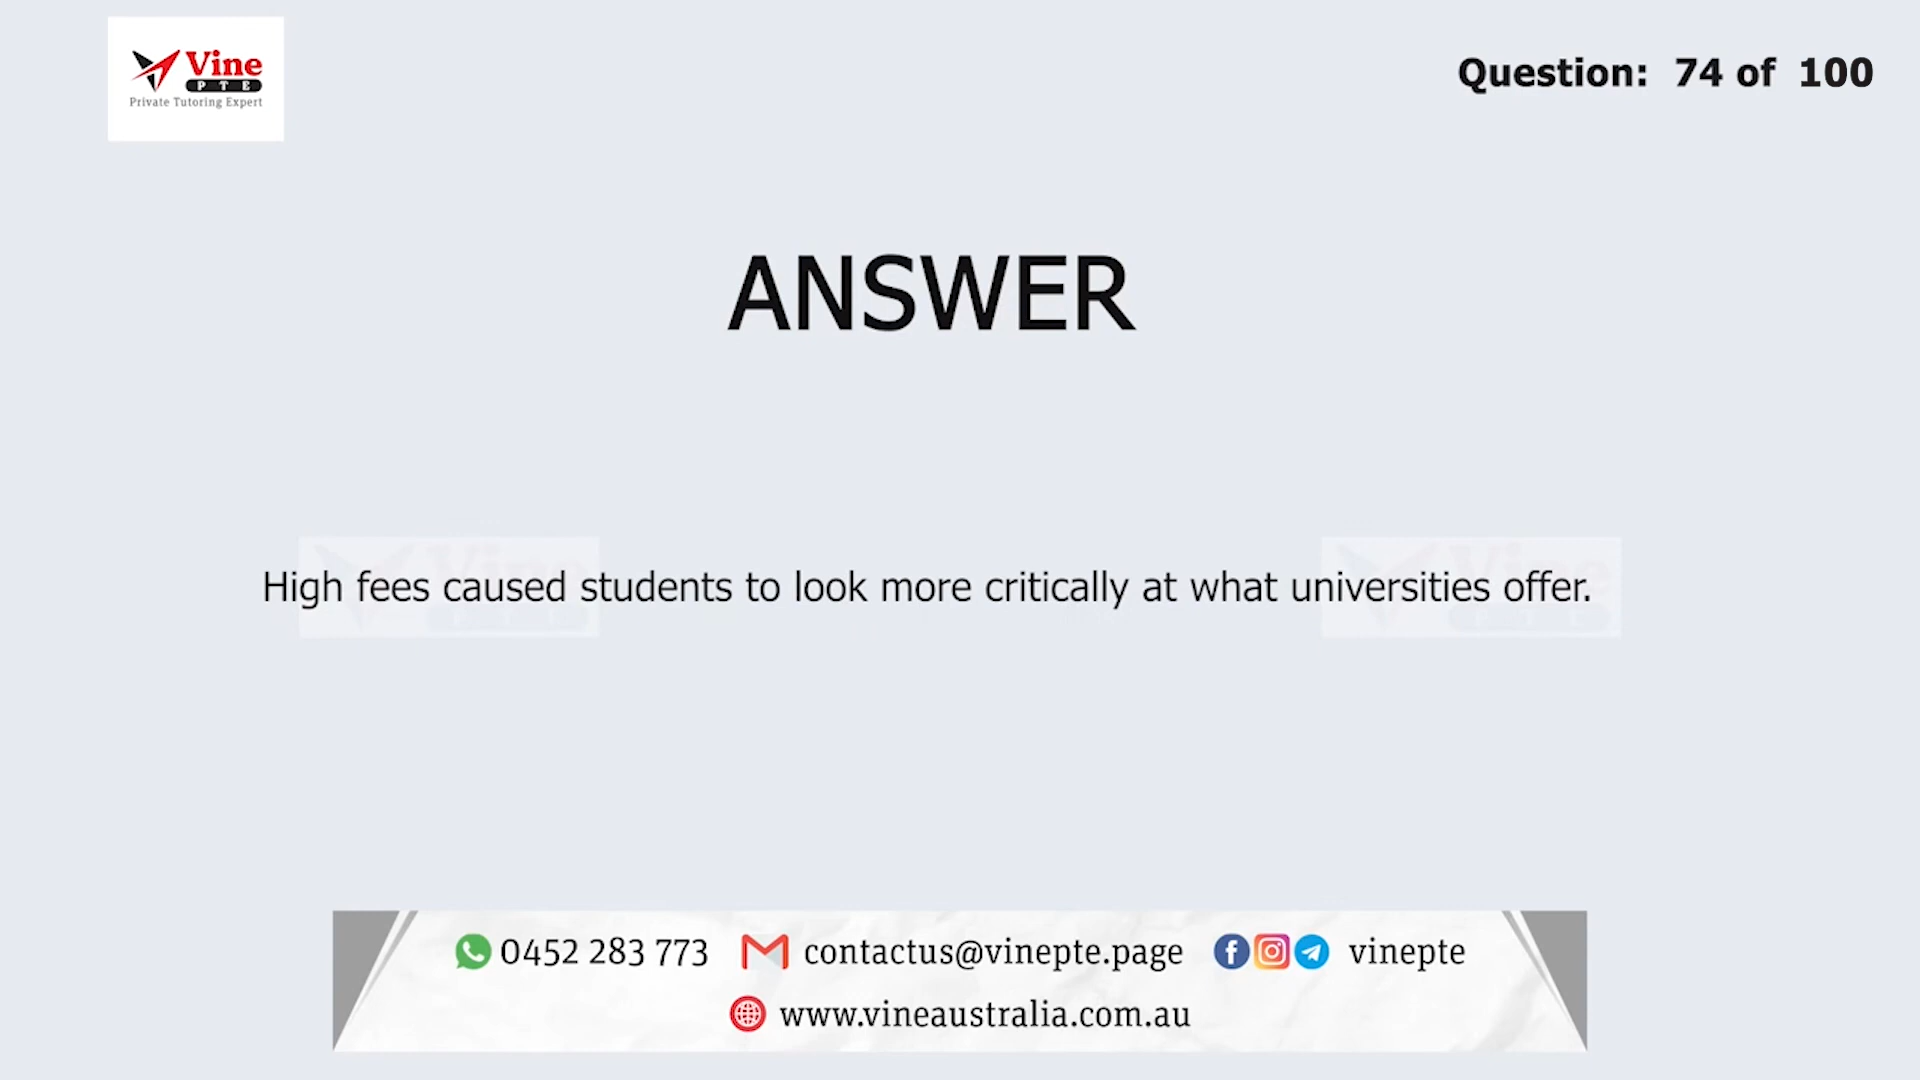 Vine
PTE
Private Tutoring Expert
Question: 74 of 100
ANSWER
High fees caused students to look more critically at what universities offer.
0452 283 773 contactus@vinepte.page vinepte
www.vineaustralia.com.au